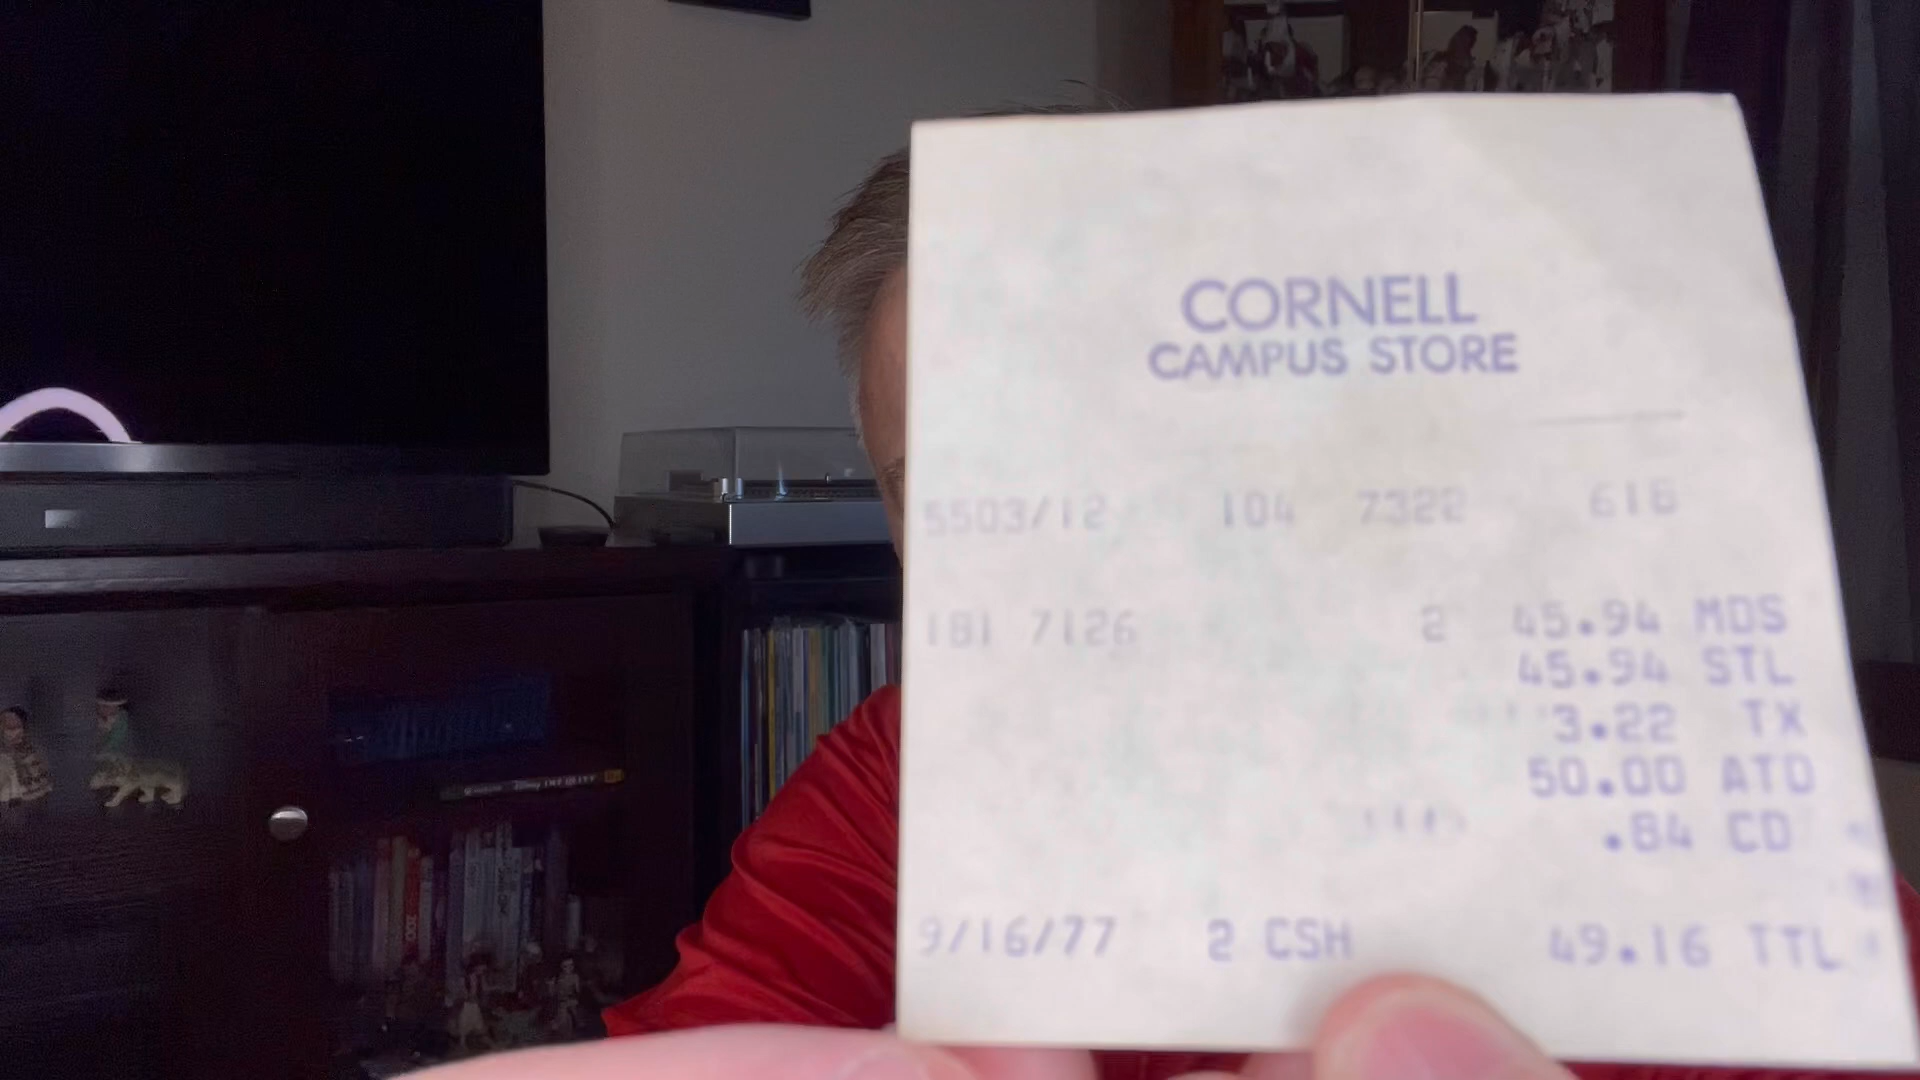 CORNELL
CAMPUS STORE
5503/12 104 7322 618
181 7126 2 45.94 MDS
45.94 STL
3.22 TX
50.00 ATD
.84 CD
9/16/77 2 CSH 49.16 TTL